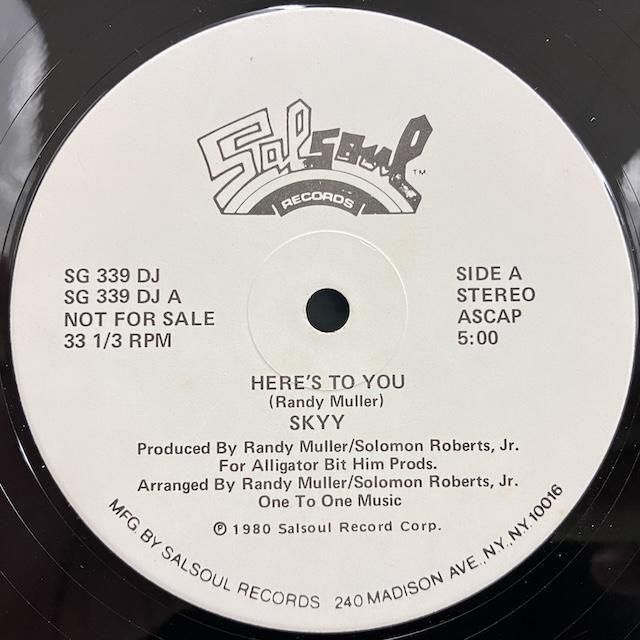 Salsoul TM
RECORDS
SG 339 DJ
SG 339 DJ A
NOT FOR SALE
33 1/3 RPM
SIDE A
STEREO
ASCAP
5:00
HERE'S TO YOU
(Randy Muller)
SKYY
Produced By Randy Muller/Solomon Roberts, Jr.
For Alligator Bit Him Prods.
Arranged By Randy Muller/Solomon Roberts, Jr.
One To One Music
℗ 1980 Salsoul Record Corp.
MFG. BY SALSOUL RECORDS 240 MADISON AVE., NY., NY. 10016